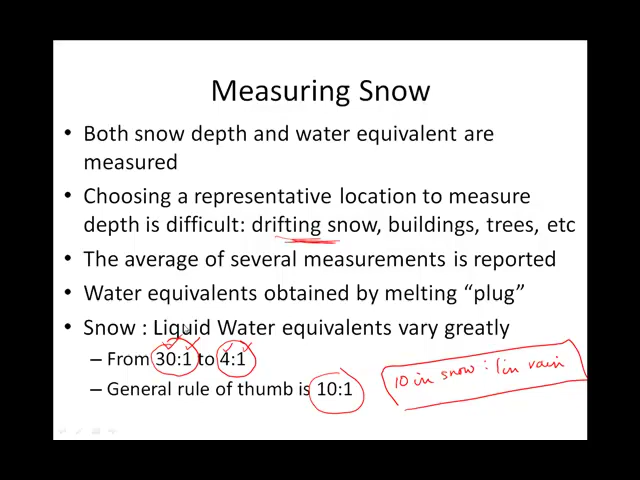 Measuring Snow
• Both snow depth and water equivalent are
measured
• Choosing a representative location to measure
depth is difficult: drifting snow, buildings, trees, etc
• The average of several measurements is reported
• Water equivalents obtained by melting “plug”
• Snow : Liquid Water equivalents vary greatly
– From 30:1 to 4:1
– General rule of thumb is 10:1
10 in snow : 1 in rain